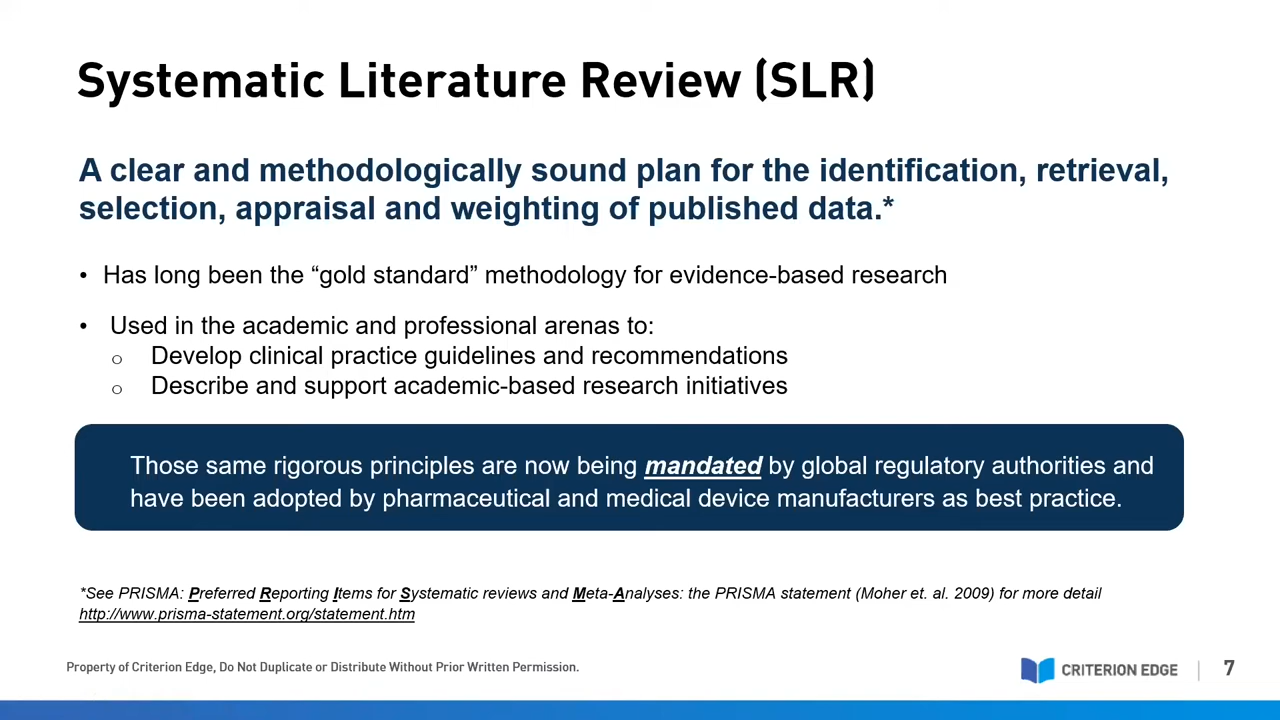 Systematic Literature Review (SLR)
A clear and methodologically sound plan for the identification, retrieval,
selection, appraisal and weighting of published data.*
• Has long been the “gold standard” methodology for evidence-based research
• Used in the academic and professional arenas to:
o Develop clinical practice guidelines and recommendations
o Describe and support academic-based research initiatives
Those same rigorous principles are now being mandated by global regulatory authorities and
have been adopted by pharmaceutical and medical device manufacturers as best practice.
*See PRISMA: Preferred Reporting Items for Systematic reviews and Meta-Analyses: the PRISMA statement (Moher et. al. 2009) for more detail
http://www.prisma-statement.org/statement.htm
Property of Criterion Edge, Do Not Duplicate or Distribute Without Prior Written Permission.
CRITERION EDGE | 7